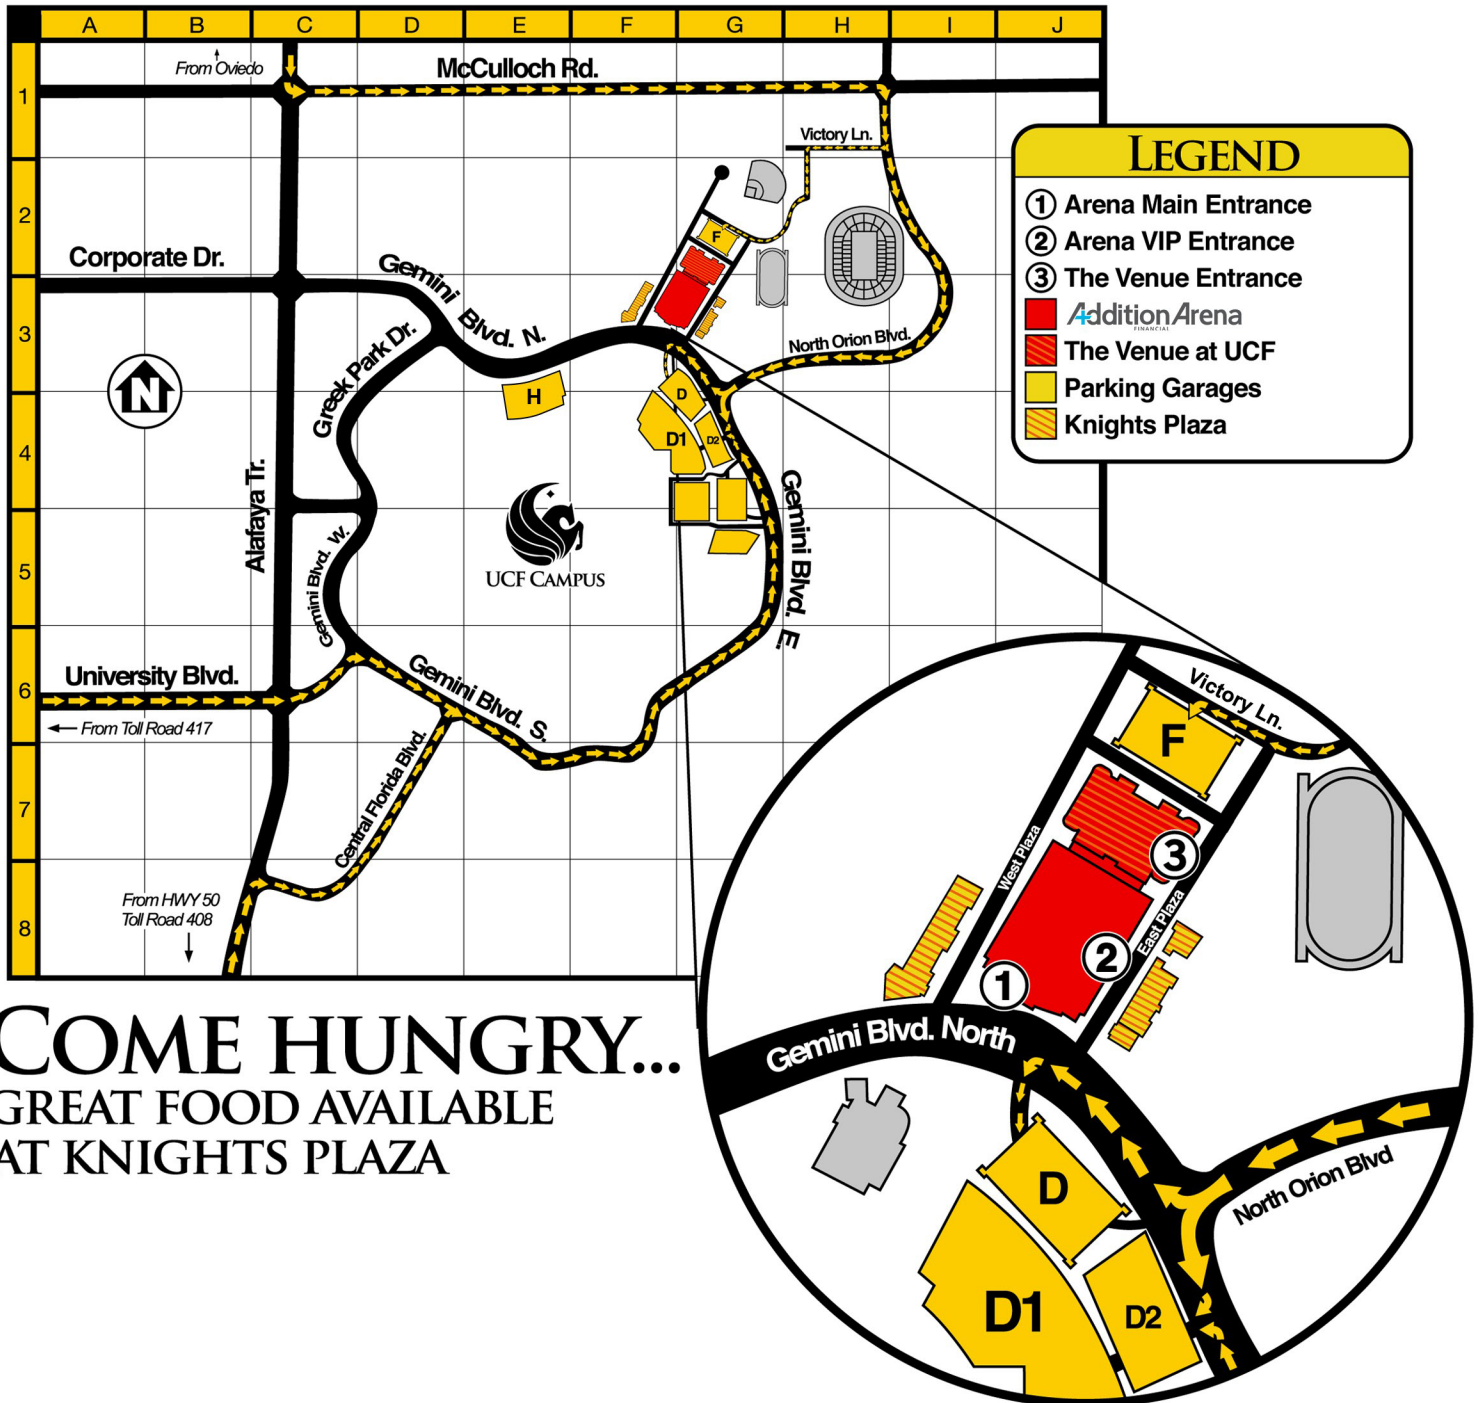 A B C D E F G H I J
1
2
3
4
5
6
7
8
From Oviedo
McCulloch Rd.
Victory Ln.
Corporate Dr.
Gemini Blvd. N.
F
North Orion Blvd.
Greek Park Dr.
H
D
D1
D2
Alafaya Tr.
Gemini Blvd. W.
UCF CAMPUS
Gemini Blvd. E.
University Blvd.
From Toll Road 417
Gemini Blvd. S.
Central Florida Blvd.
From HWY 50
Toll Road 408
LEGEND
1 Arena Main Entrance
2 Arena VIP Entrance
3 The Venue Entrance
Addition Arena
FINANCIAL
The Venue at UCF
Parking Garages
Knights Plaza
N
Victory Ln.
F
West Plaza
3
East Plaza
2
1
Gemini Blvd. North
North Orion Blvd
D
D1
D2
COME HUNGRY...
GREAT FOOD AVAILABLE
AT KNIGHTS PLAZA